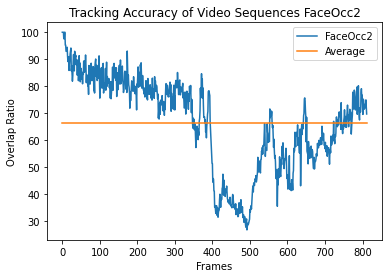 Tracking Accuracy of Video Sequences FaceOcc2
FaceOcc2
Average
Overlap Ratio
100
90
80
70
60
50
40
30
0 100 200 300 400 500 600 700 800
Frames